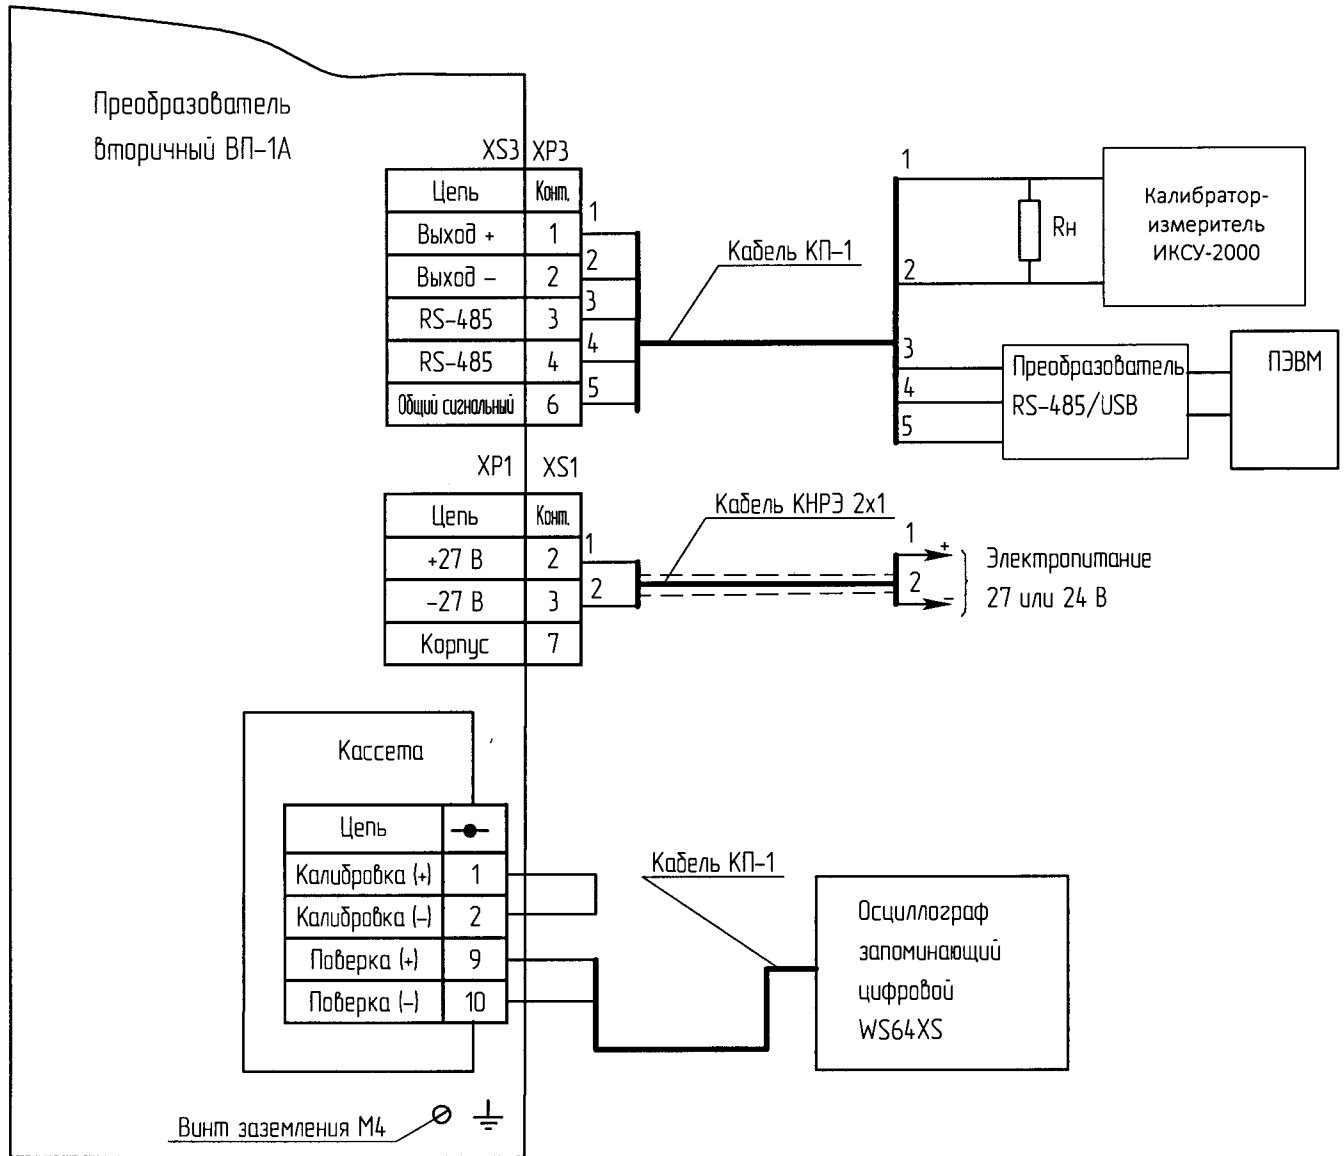 Преобразователь
вторичный ВП-1А
XS3 XP3
Цепь Конт.
Выход + 1
Выход - 2
RS-485 3
RS-485 4
Общий сигнальный 6
1
2
3
4
5
Кабель КП-1
1
2
3
4
5
Rн
Калибратор-
измеритель
ИКСУ-2000
Преобразователь
RS-485/USB
ПЭВМ
XP1 XS1
Цепь Конт.
+27 В 2
-27 В 3
Корпус 7
1
2
Кабель КНРЭ 2х1
1 +
2 -
Электропитание
27 или 24 В
Кассета
Цепь
Калибровка (+) 1
Калибровка (-) 2
Поверка (+) 9
Поверка (-) 10
Кабель КП-1
Осциллограф
запоминающий
цифровой
WS64XS
Винт заземления М4